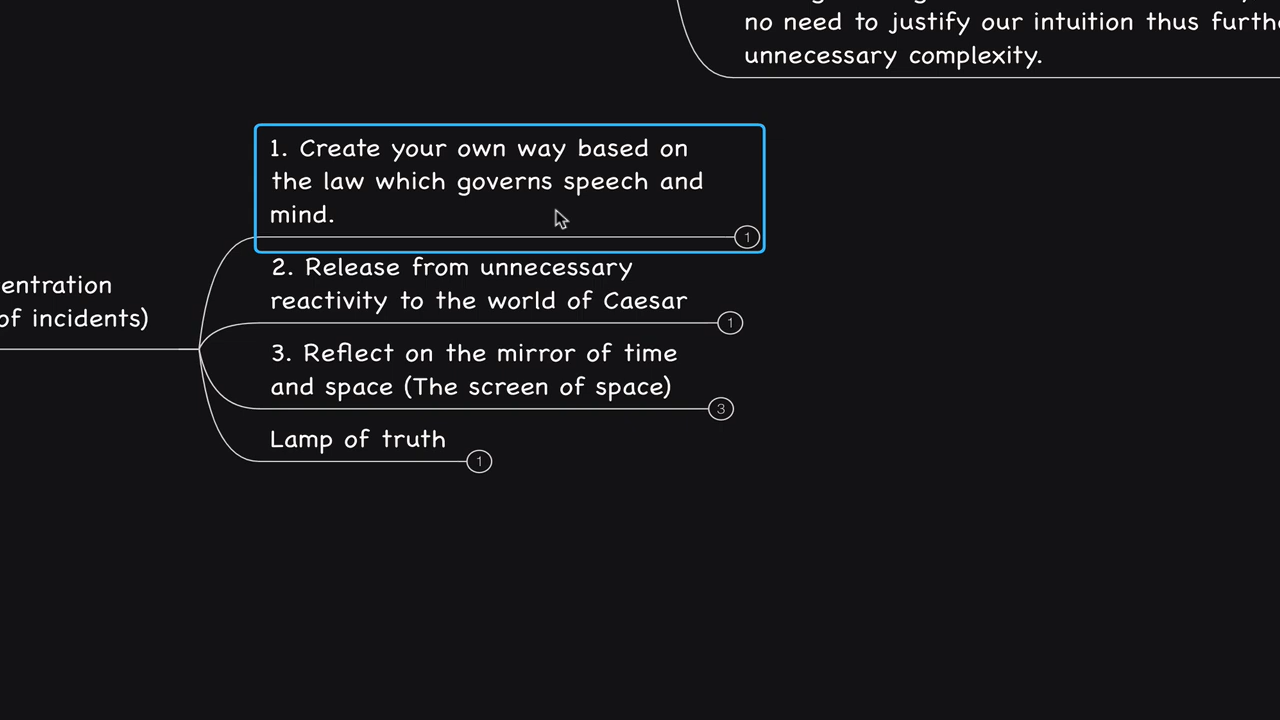 no need to justify our intuition thus
unnecessary complexity.
1. Create your own way based on
the law which governs speech and
mind.
1
2. Release from unnecessary
reactivity to the world of Caesar
1
of incidents)
3. Reflect on the mirror of time
and space (The screen of space)
3
Lamp of truth
1